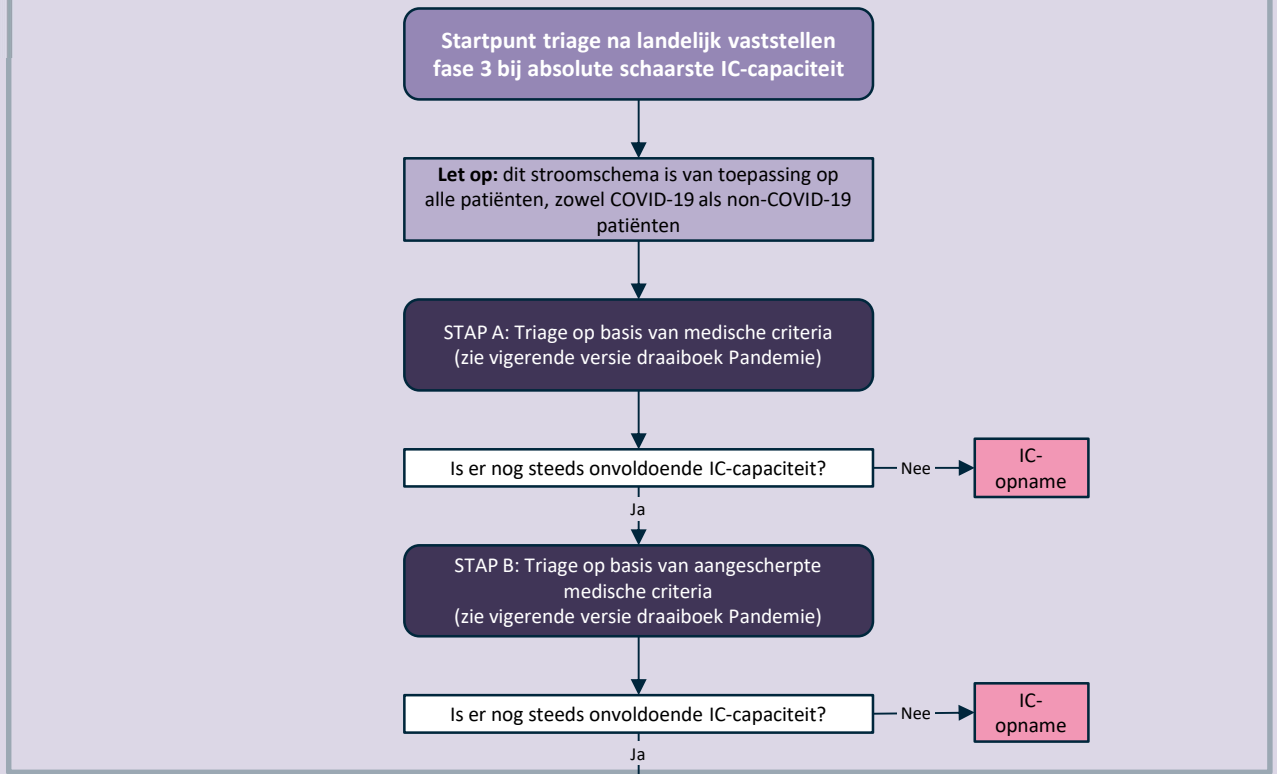 Startpunt triage na landelijk vaststellen
fase 3 bij absolute schaarste IC-capaciteit
Let op: dit stroomschema is van toepassing op
alle patiënten, zowel COVID-19 als non-COVID-19
patiënten
STAP A: Triage op basis van medische criteria
(zie vigerende versie draaiboek Pandemie)
Is er nog steeds onvoldoende IC-capaciteit?
Nee
IC-
opname
Ja
STAP B: Triage op basis van aangescherpte
medische criteria
(zie vigerende versie draaiboek Pandemie)
Is er nog steeds onvoldoende IC-capaciteit?
Nee
IC-
opname
Ja